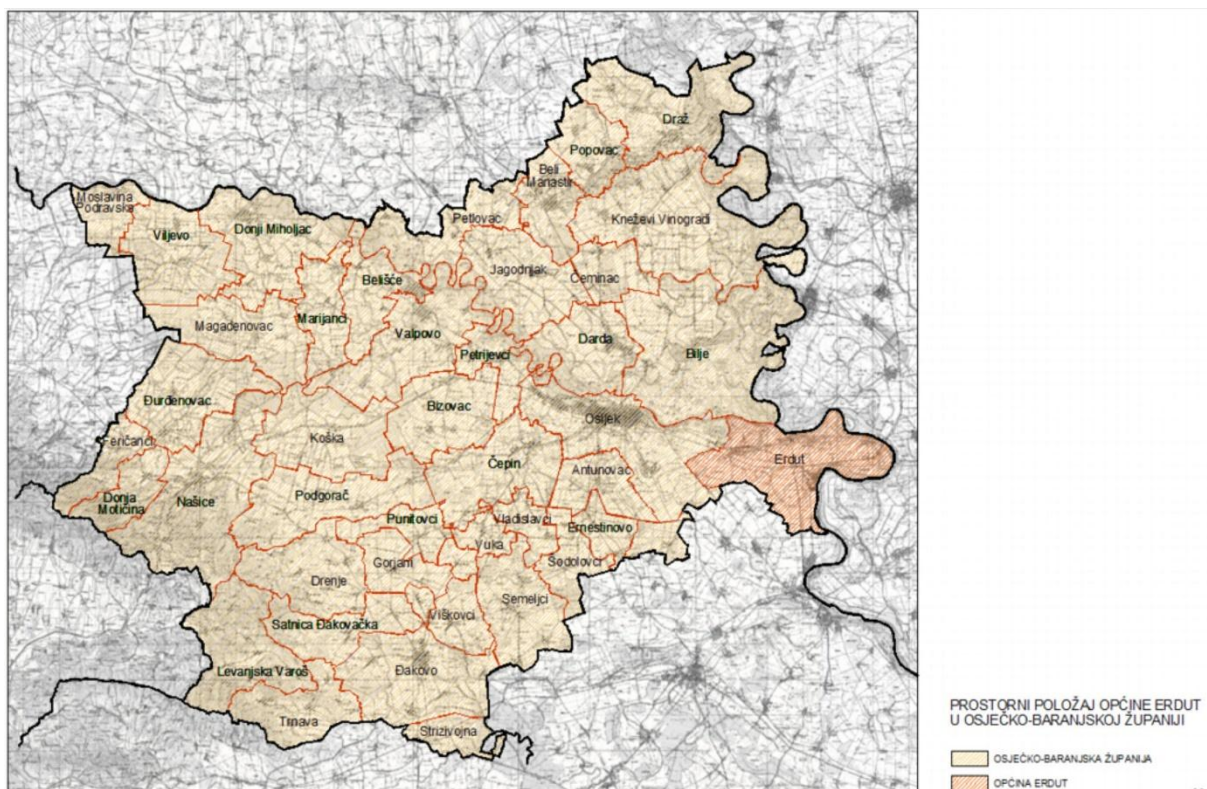 Draž
Popovac
Beli
Manastir
Moslavina
Podravska
Petlovac
Kneževi Vinogradi
Viljevo
Donji Miholjac
Jagodnjak
Čeminac
Belišće
Magadenovac
Marijanci
Valpovo
Darda
Petrijevci
Bilje
Đurđenovac
Bizovac
Osijek
Feričanci
Koška
Erdut
Čepin
Antunovac
Donja
Motičina
Našice
Podgorač
Punitovci
Vladislavci
Ernestinovo
Vuka
Gorjani
Šodolovci
Drenje
Semeljci
Viškovci
Satnica Đakovačka
Levanjska Varoš
Đakovo
Trnava
Strizivojna
PROSTORNI POLOŽAJ OPĆINE ERDUT
U OSJEČKO-BARANJSKOJ ŽUPANIJI
OSJEČKO-BARANJSKA ŽUPANIJA
OPĆINA ERDUT